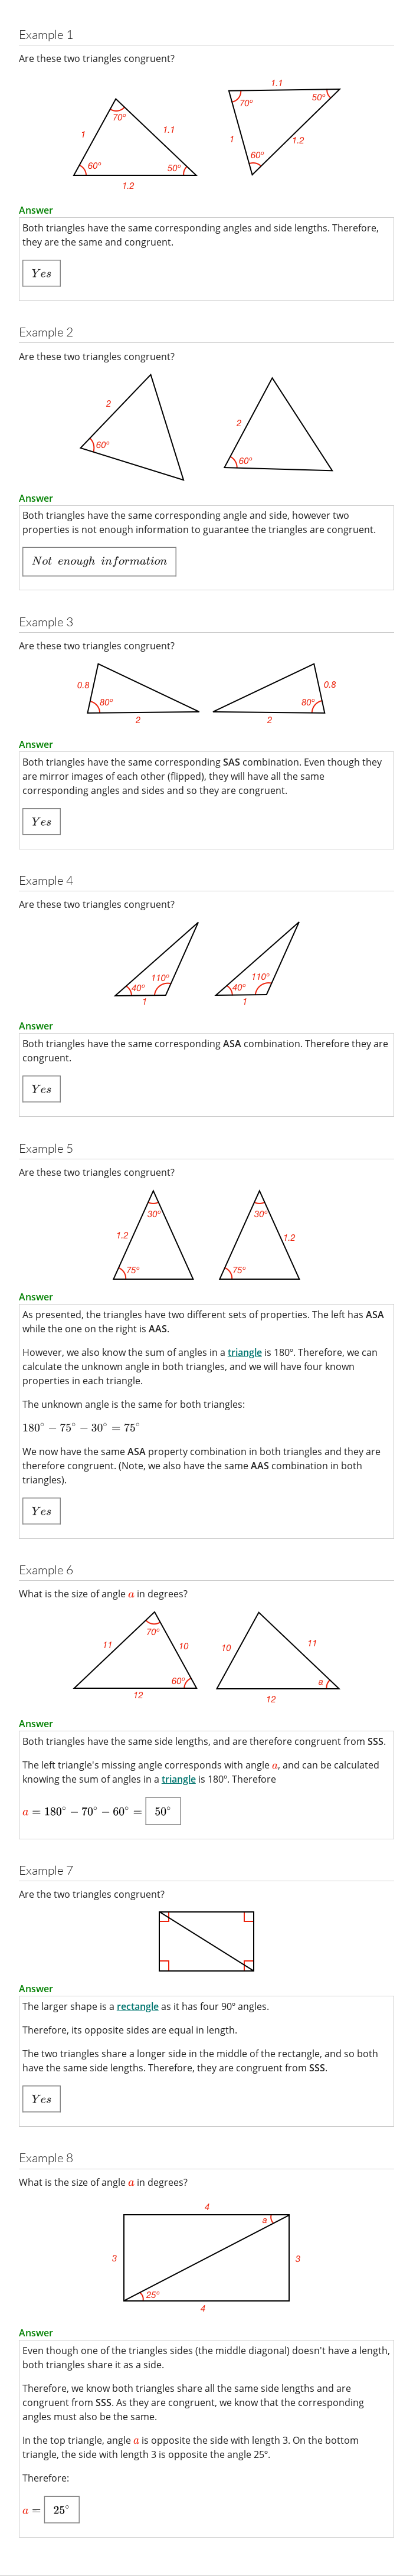 Example 1
Are these two triangles congruent?
1.1
70° 50°
70° 1 1.1
1 1.2
60° 50° 60°
1.2
Answer
Both triangles have the same corresponding angles and side lengths. Therefore,
they are the same and congruent.
Yes
Example 2
Are these two triangles congruent?
2
2
60° 60°
Answer
Both triangles have the same corresponding angle and side, however two
properties is not enough information to guarantee the triangles are congruent.
Not enough information
Example 3
Are these two triangles congruent?
0.8 0.8
80° 80°
2 2
Answer
Both triangles have the same corresponding SAS combination. Even though they
are mirror images of each other (flipped), they will have all the same
corresponding angles and sides and so they are congruent.
Yes
Example 4
Are these two triangles congruent?
110° 110°
40° 40°
1 1
Answer
Both triangles have the same corresponding ASA combination. Therefore they are
congruent.
Yes
Example 5
Are these two triangles congruent?
30° 30°
1.2 1.2
75° 75°
Answer
As presented, the triangles have two different sets of properties. The left has ASA
while the one on the right is AAS.
However, we also know the sum of angles in a triangle is 180°. Therefore, we can
calculate the unknown angle in both triangles, and we will have four known
properties in each triangle.
The unknown angle is the same for both triangles:
180° − 75° − 30° = 75°
We now have the same ASA property combination in both triangles and they are
therefore congruent. (Note, we also have the same AAS combination in both
triangles).
Yes
Example 6
What is the size of angle a in degrees?
70°
11 10 10 11
60° a
12 12
Answer
Both triangles have the same side lengths, and are therefore congruent from SSS.
The left triangle's missing angle corresponds with angle a, and can be calculated
knowing the sum of angles in a triangle is 180°. Therefore
a = 180° − 70° − 60° = 50°
Example 7
Are the two triangles congruent?
Answer
The larger shape is a rectangle as it has four 90° angles.
Therefore, its opposite sides are equal in length.
The two triangles share a longer side in the middle of the rectangle, and so both
have the same side lengths. Therefore, they are congruent from SSS.
Yes
Example 8
What is the size of angle a in degrees?
4
a
3 3
25°
4
Answer
Even though one of the triangles sides (the middle diagonal) doesn't have a length,
both triangles share it as a side.
Therefore, we know both triangles share all the same side lengths and are
congruent from SSS. As they are congruent, we know that the corresponding
angles must also be the same.
In the top triangle, angle a is opposite the side with length 3. On the bottom
triangle, the side with length 3 is opposite the angle 25°.
Therefore:
a = 25°